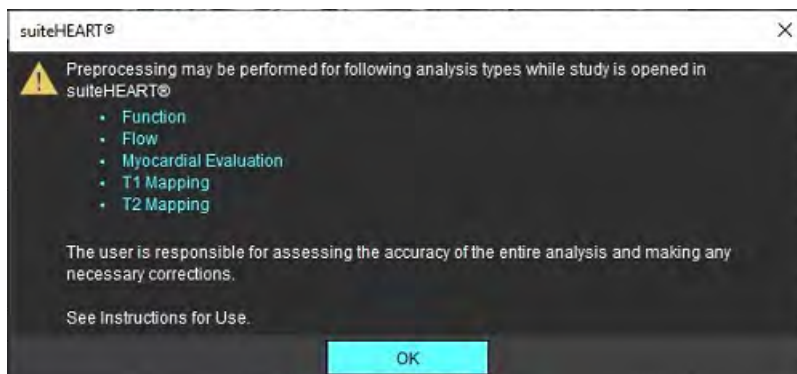 suiteHEART®
Preprocessing may be performed for following analysis types while study is opened in
suiteHEART®
• Function
• Flow
• Myocardial Evaluation
• T1 Mapping
• T2 Mapping
The user is responsible for assessing the accuracy of the entire analysis and making any
necessary corrections.
See Instructions for Use.
OK